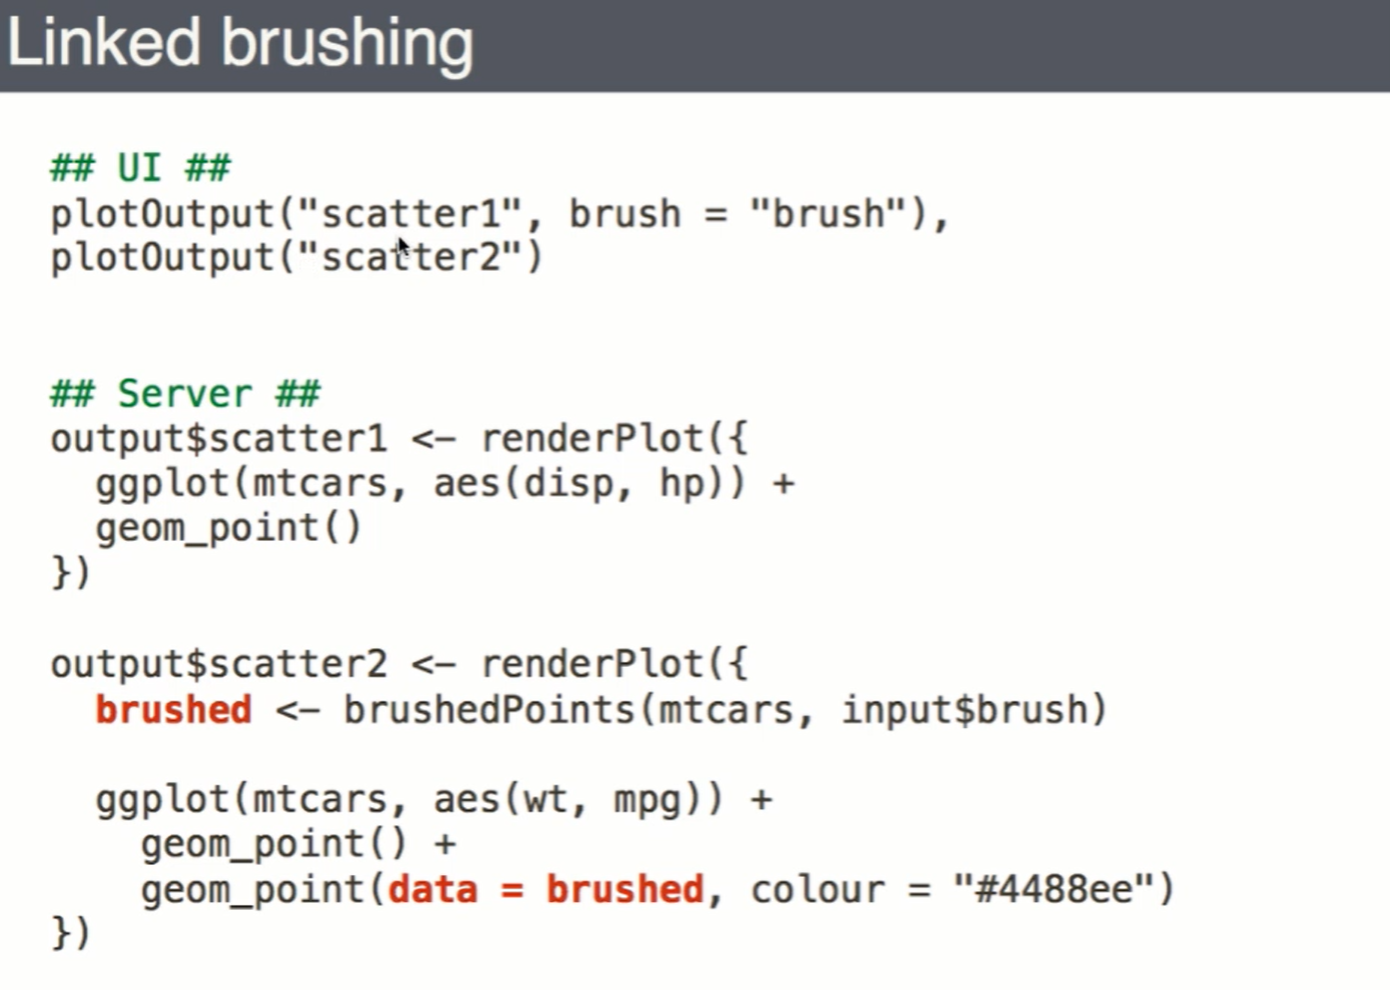 Linked brushing
## UI ##
plotOutput("scatter1", brush = "brush"),
plotOutput("scatter2")
## Server ##
output$scatter1 <- renderPlot({
  ggplot(mtcars, aes(disp, hp)) +
  geom_point()
})
output$scatter2 <- renderPlot({
  brushed <- brushedPoints(mtcars, input$brush)
  ggplot(mtcars, aes(wt, mpg)) +
    geom_point() +
    geom_point(data = brushed, colour = "#4488ee")
})